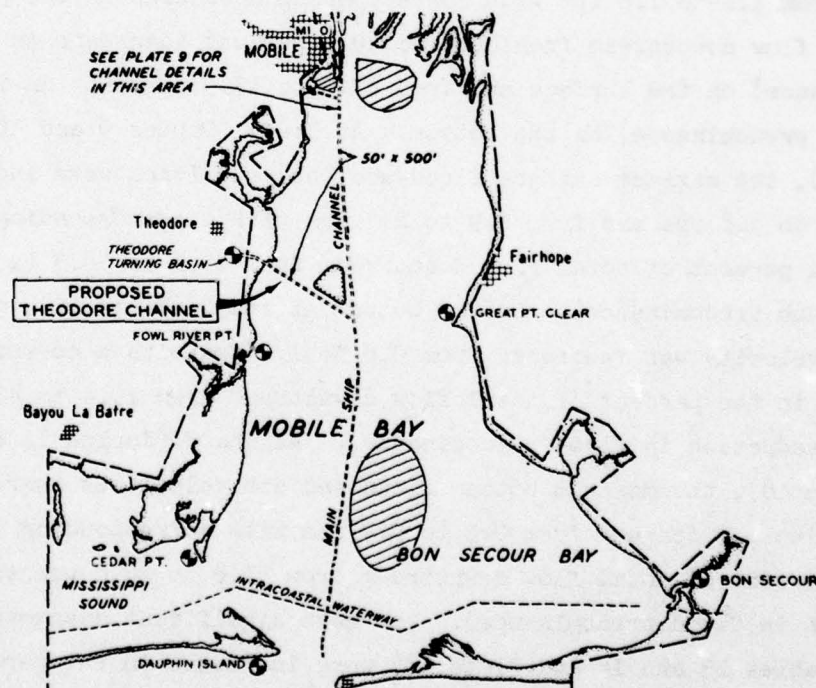 MOBILE
SEE PLATE 9 FOR
CHANNEL DETAILS
IN THIS AREA
50' X 500'
CHANNEL
Theodore
THEODORE
TURNING BASIN
Fairhope
PROPOSED
THEODORE CHANNEL
GREAT PT. CLEAR
FOWL RIVER PT.
Bayou La Batre
MOBILE BAY
SHIP
MAIN
BON SECOUR BAY
CEDAR PT.
BON SECOUR
MISSISSIPPI
SOUND
INTRACOASTAL WATERWAY
DAUPHIN ISLAND